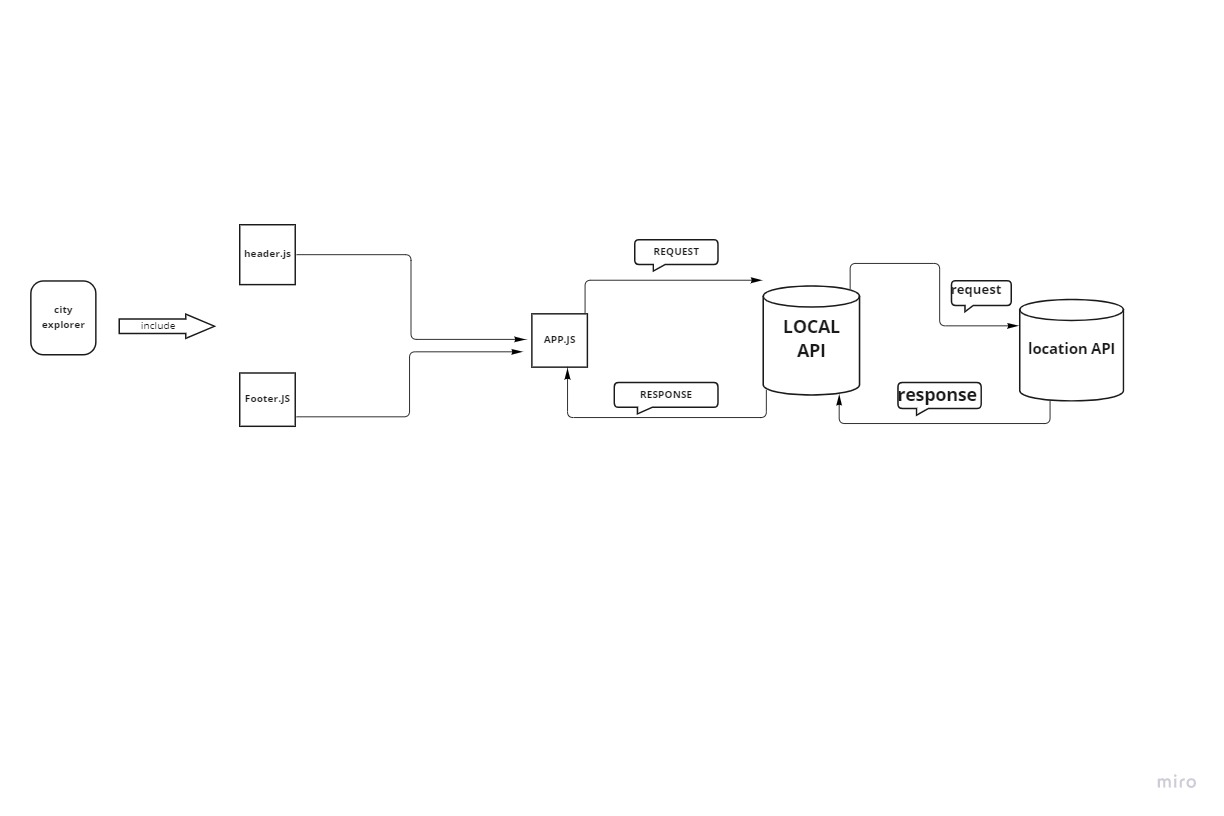 city
explorer
include
header.js
Footer.JS
APP.JS
REQUEST
RESPONSE
LOCAL
API
request
response
location API
miro